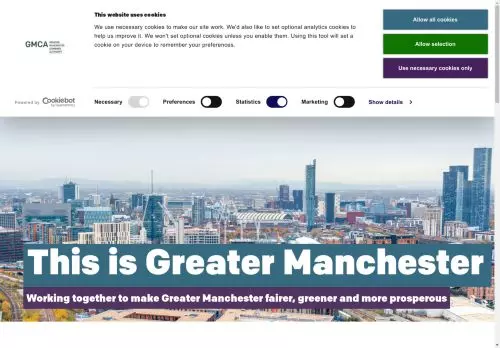 This website uses cookies
We use necessary cookies to make our site work. We'd also like to set optional analytics cookies to
help us improve it. We won't set optional cookies unless you enable them. Using this tool will set a
cookie on your device to remember your preferences.
Allow all cookies
Allow selection
Use necessary cookies only
GMCA
GREATER
MANCHESTER
COMBINED
AUTHORITY
Powered by
Cookiebot
Necessary
Preferences
Statistics
Marketing
Show details
This is Greater Manchester
Working together to make Greater Manchester fairer, greener and more prosperous